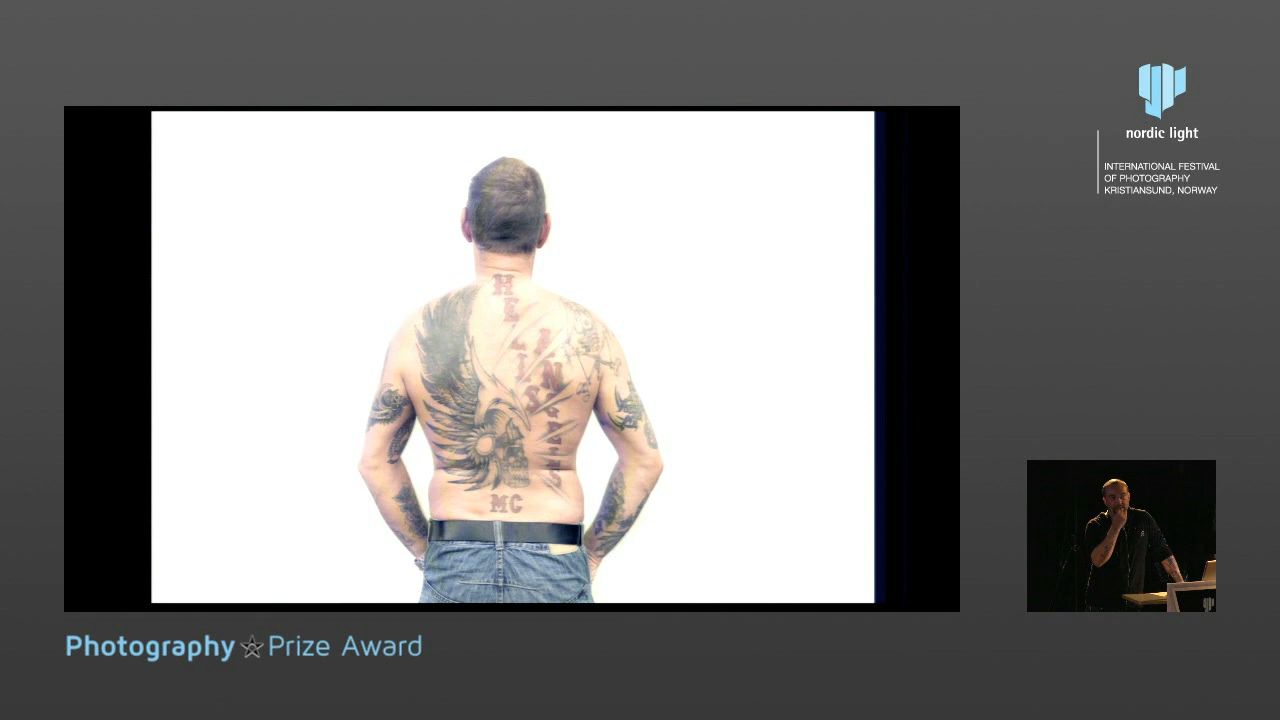 nordic light
INTERNATIONAL FESTIVAL
OF PHOTOGRAPHY
KRISTIANSUND, NORWAY
MC
Photography Prize Award